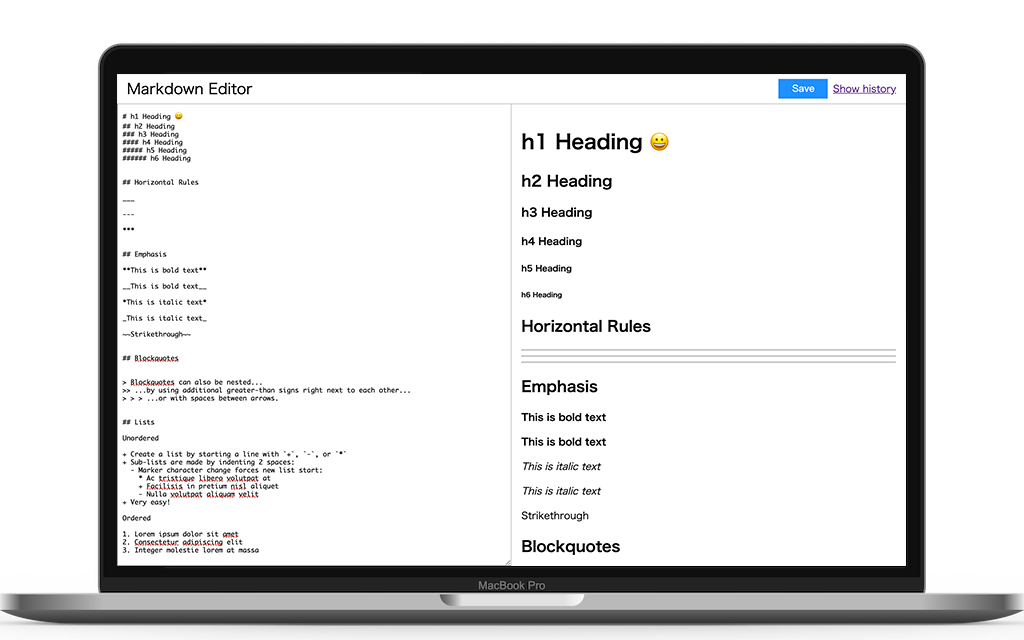 Markdown Editor
Save
Show history
# h1 Heading 😀
## h2 Heading
### h3 Heading
#### h4 Heading
##### h5 Heading
###### h6 Heading
## Horizontal Rules
___
---
***
## Emphasis
**This is bold text**
__This is bold text__
*This is italic text*
_This is italic text_
~~Strikethrough~~
## Blockquotes
> Blockquotes can also be nested...
>> ...by using additional greater-than signs right next to each other...
> > > ...or with spaces between arrows.
## Lists
Unordered
+ Create a list by starting a line with `+`, `-`, or `*`
+ Sub-lists are made by indenting 2 spaces:
  - Marker character change forces new list start:
    * Ac tristique libero volutpat at
    + Facilisis in pretium nisl aliquet
    - Nulla volutpat aliquam velit
+ Very easy!
Ordered
1. Lorem ipsum dolor sit amet
2. Consectetur adipiscing elit
3. Integer molestie lorem at massa
h1 Heading 😀
h2 Heading
h3 Heading
h4 Heading
h5 Heading
h6 Heading
Horizontal Rules
Emphasis
This is bold text
This is bold text
This is italic text
This is italic text
Strikethrough
Blockquotes
MacBook Pro